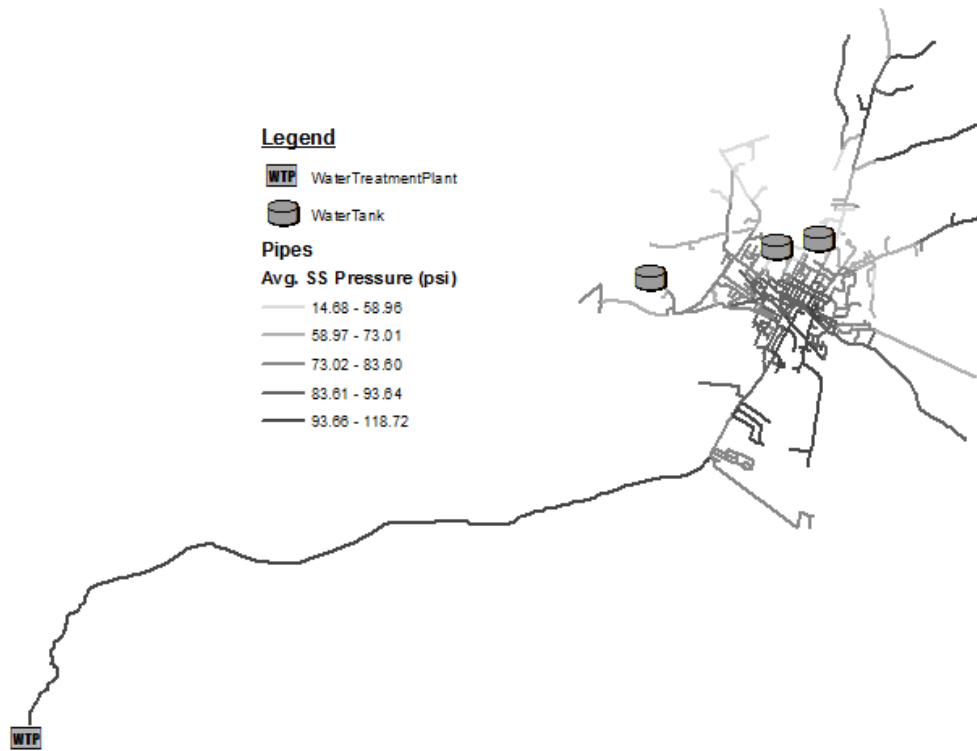 Legend
WTP WaterTreatmentPlant
WaterTank
Pipes
Avg. SS Pressure (psi)
14.68 - 58.96
58.97 - 73.01
73.02 - 83.60
83.61 - 93.64
93.66 - 118.72
WTP